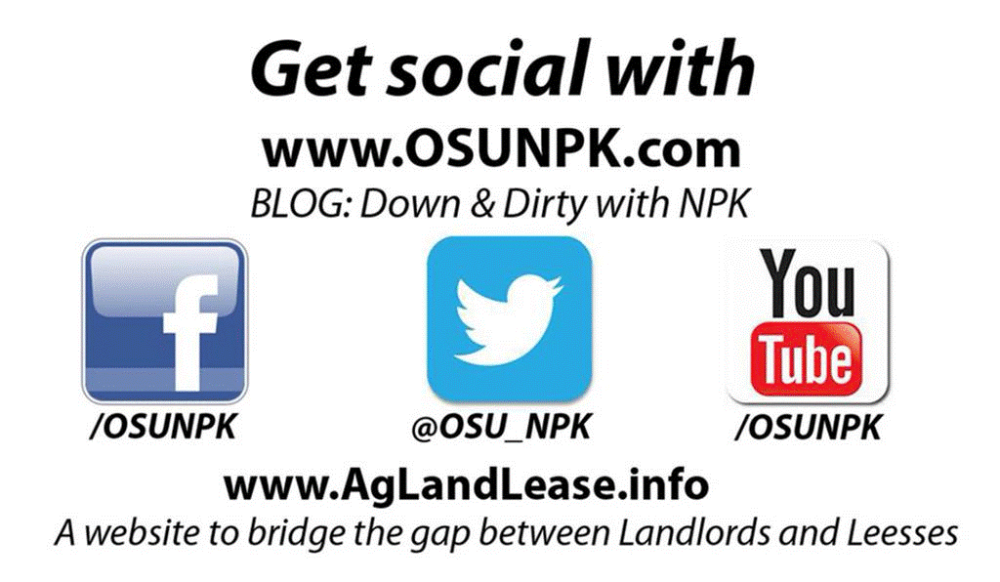 Get social with
www.OSUNPK.com
BLOG: Down & Dirty with NPK
f
You
Tube
/OSUNPK
@OSU_NPK
/OSUNPK
www.AgLandLease.info
A website to bridge the gap between Landlords and Leesses